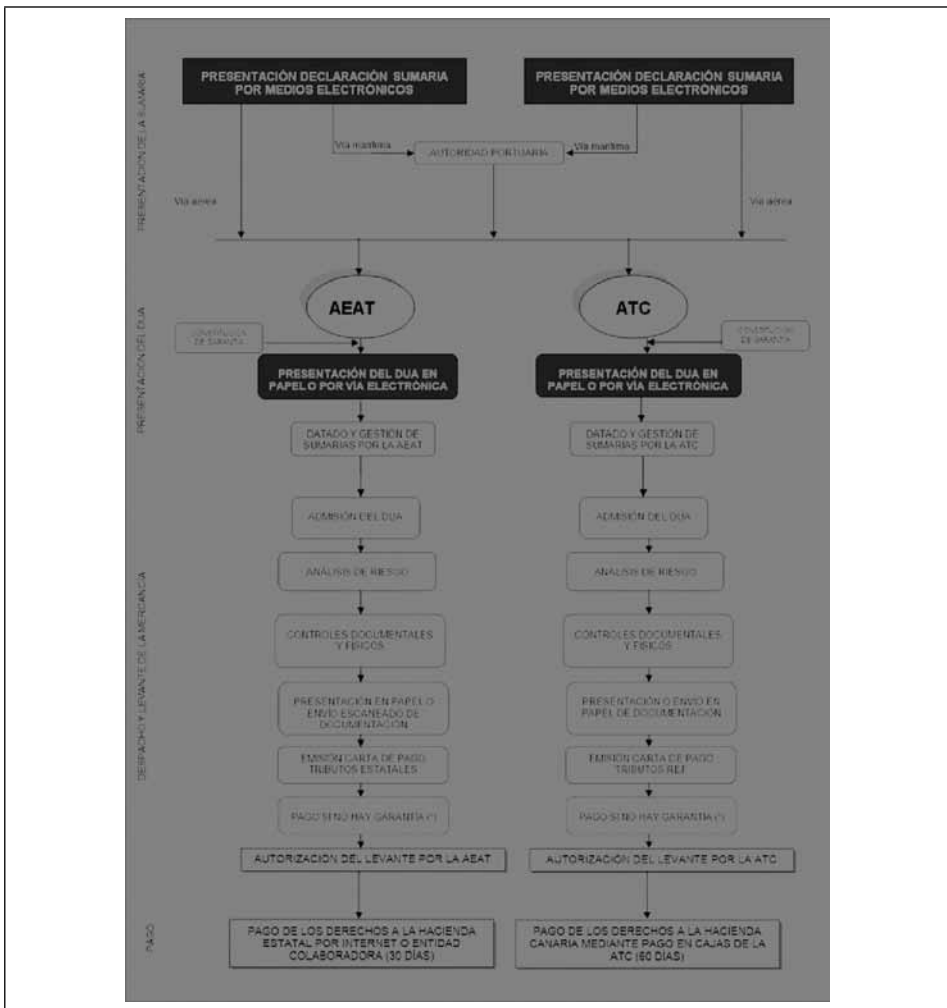 PRESENTACIÓN DE LA SUMARIA
PRESENTACIÓN DECLARACIÓN SUMARIA
POR MEDIOS ELECTRÓNICOS
PRESENTACIÓN DECLARACIÓN SUMARIA
POR MEDIOS ELECTRÓNICOS
Vía marítima
AUTORIDAD PORTUARIA
Vía marítima
Vía aérea
Vía aérea
PRESENTACIÓN DEL DUA
AEAT
ATC
CONSTITUCIÓN
DE GARANTÍA
CONSTITUCIÓN
DE GARANTÍA
PRESENTACIÓN DEL DUA EN
PAPEL O POR VÍA ELECTRÓNICA
PRESENTACIÓN DEL DUA EN
PAPEL O POR VÍA ELECTRÓNICA
DESPACHO Y LEVANTE DE LA MERCANCÍA
DATADO Y GESTIÓN DE
SUMARIAS POR LA AEAT
DATADO Y GESTIÓN DE
SUMARIAS POR LA ATC
ADMISIÓN DEL DUA
ADMISIÓN DEL DUA
ANÁLISIS DE RIESGO
ANÁLISIS DE RIESGO
CONTROLES DOCUMENTALES
Y FÍSICOS
CONTROLES DOCUMENTALES
Y FÍSICOS
PRESENTACIÓN EN PAPEL O
ENVÍO ESCANEADO DE
DOCUMENTACIÓN
PRESENTACIÓN O ENVÍO EN
PAPEL DE DOCUMENTACIÓN
EMISIÓN CARTA DE PAGO
TRIBUTOS ESTATALES
EMISIÓN CARTA DE PAGO
TRIBUTOS REF
PAGO SI NO HAY GARANTÍA (*)
PAGO SI NO HAY GARANTÍA (*)
AUTORIZACIÓN DEL LEVANTE POR LA AEAT
AUTORIZACIÓN DEL LEVANTE POR LA ATC
PAGO
PAGO DE LOS DERECHOS A LA HACIENDA
ESTATAL POR INTERNET O ENTIDAD
COLABORADORA (30 DÍAS)
PAGO DE LOS DERECHOS A LA HACIENDA
CANARIA MEDIANTE PAGO EN CAJAS DE LA
ATC (60 DÍAS)